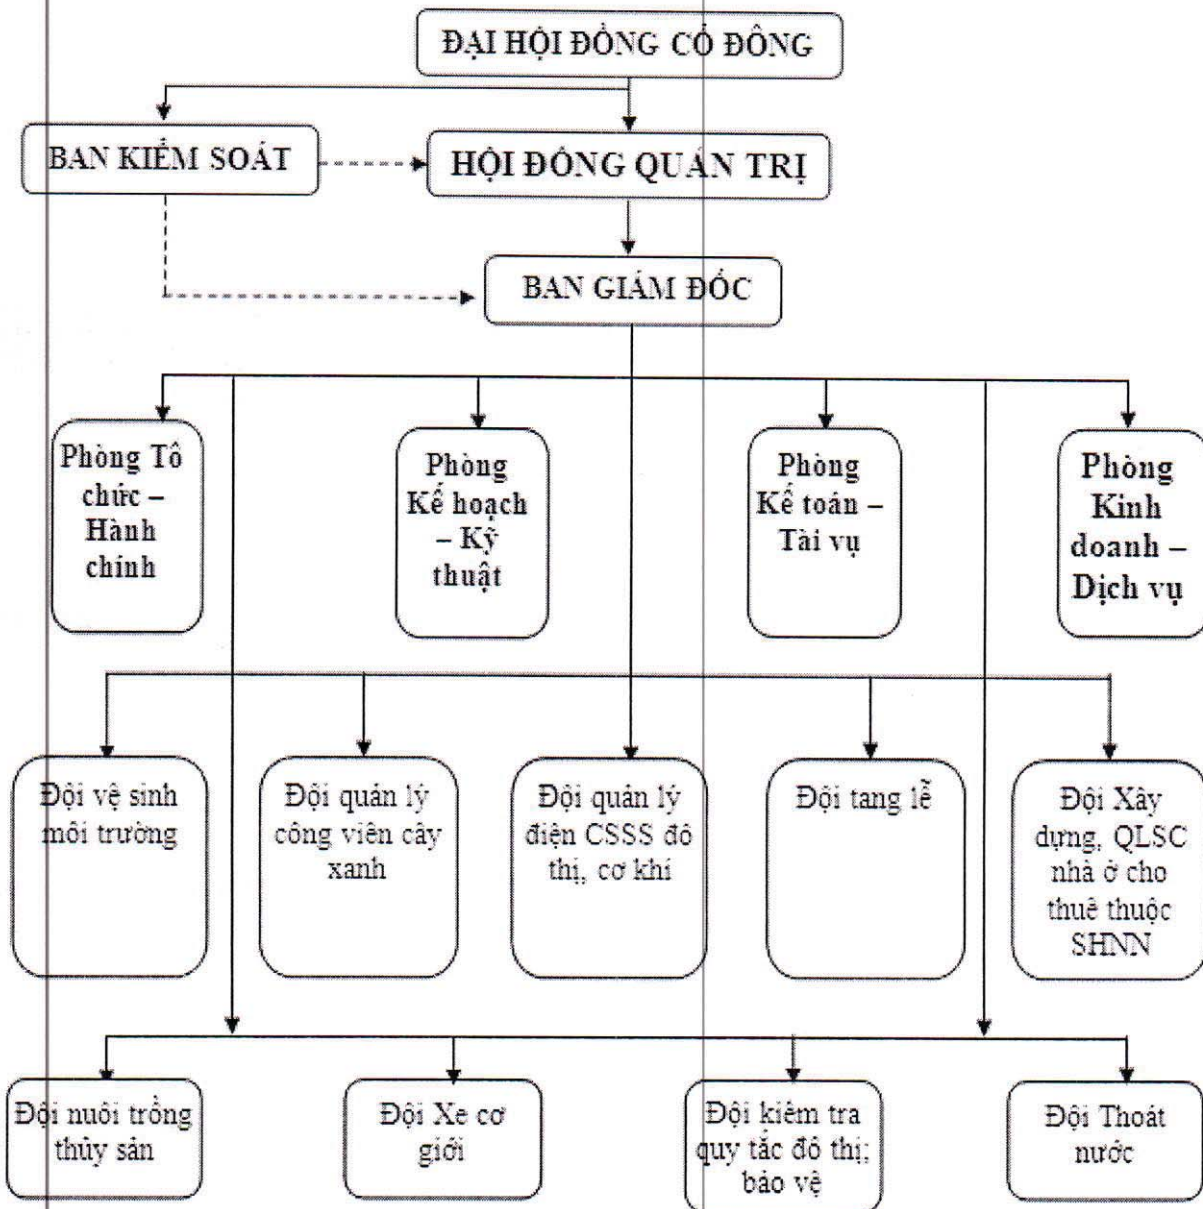 ĐẠI HỘI ĐỒNG CỔ ĐÔNG
BAN KIỂM SOÁT
HỘI ĐỒNG QUẢN TRỊ
BAN GIÁM ĐỐC
Phòng Tổ
chức –
Hành
chính
Phòng
Kế hoạch
– Kỹ
thuật
Phòng
Kế toán –
Tài vụ
Phòng
Kinh
doanh –
Dịch vụ
Đội vệ sinh
môi trường
Đội quản lý
công viên cây
xanh
Đội quản lý
điện CSSS đô
thị, cơ khí
Đội tang lễ
Đội Xây
dựng, QLSC
nhà ở cho
thuê thuộc
SHNN
Đội nuôi trồng
thủy sản
Đội Xe cơ
giới
Đội kiểm tra
quy tắc đô thị;
bảo vệ
Đội Thoát
nước